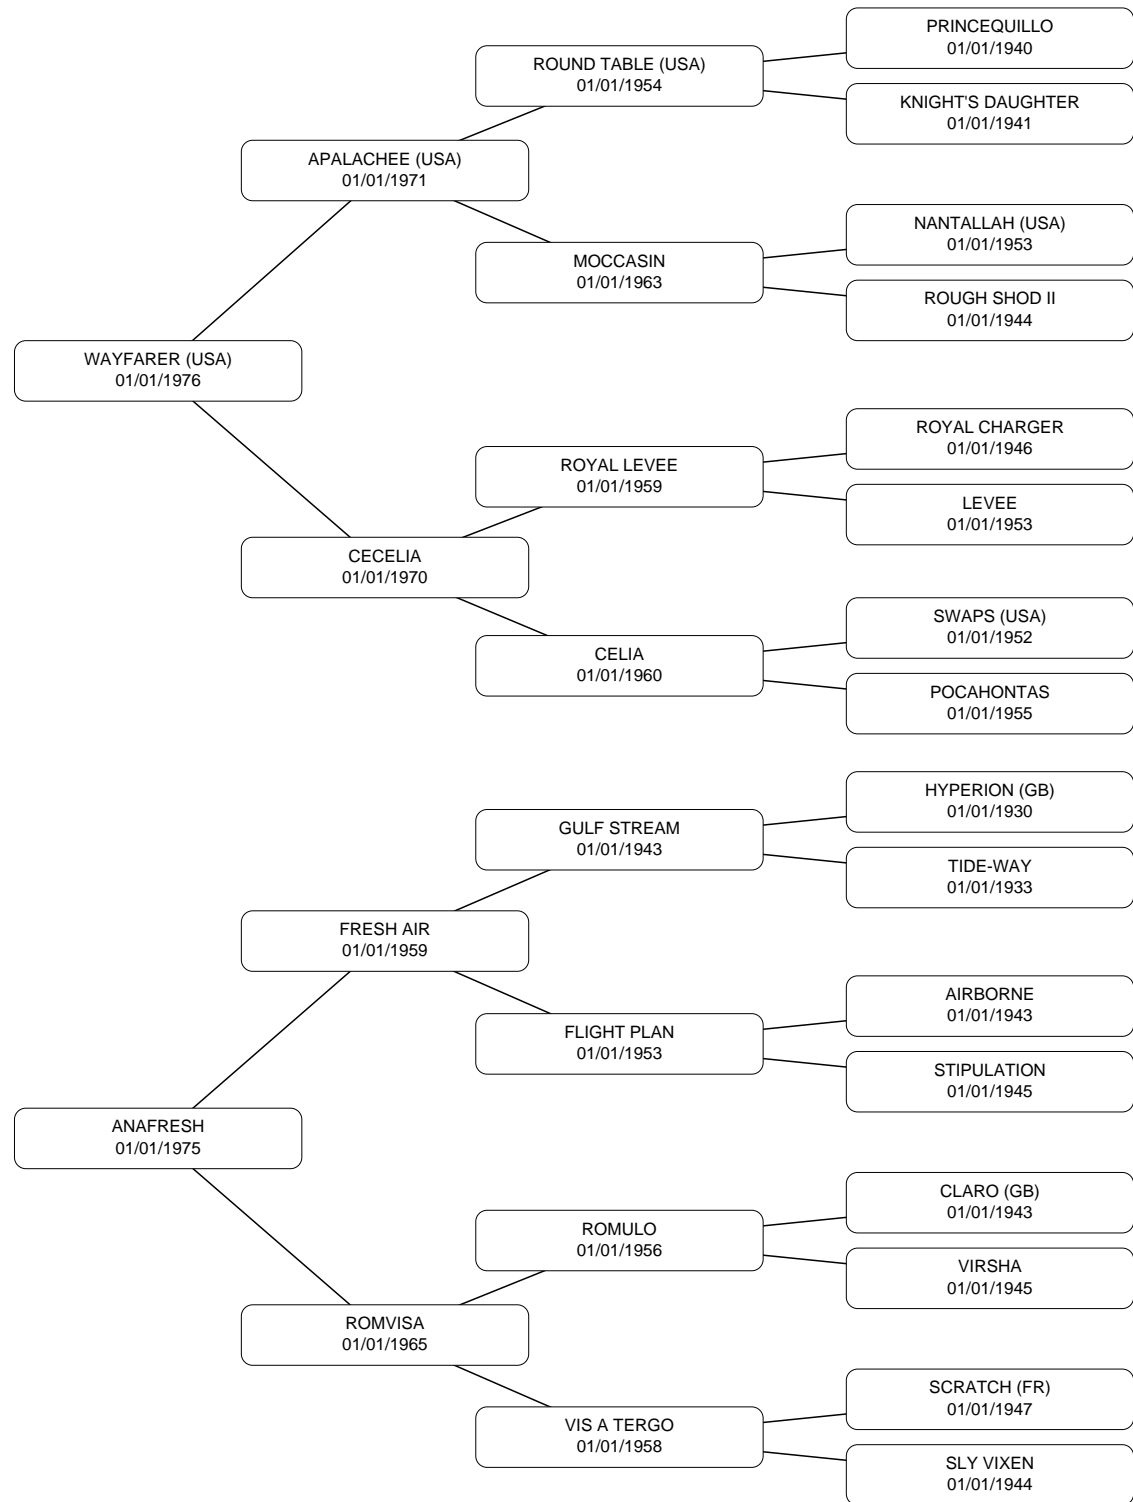 PRINCEQUILLO
01/01/1940
ROUND TABLE (USA)
01/01/1954
KNIGHT'S DAUGHTER
01/01/1941
APALACHEE (USA)
01/01/1971
NANTALLAH (USA)
01/01/1953
MOCCASIN
01/01/1963
ROUGH SHOD II
01/01/1944
WAYFARER (USA)
01/01/1976
ROYAL CHARGER
01/01/1946
ROYAL LEVEE
01/01/1959
LEVEE
01/01/1953
CECELIA
01/01/1970
SWAPS (USA)
01/01/1952
CELIA
01/01/1960
POCAHONTAS
01/01/1955
HYPERION (GB)
01/01/1930
GULF STREAM
01/01/1943
TIDE-WAY
01/01/1933
FRESH AIR
01/01/1959
AIRBORNE
01/01/1943
FLIGHT PLAN
01/01/1953
STIPULATION
01/01/1945
ANAFRESH
01/01/1975
CLARO (GB)
01/01/1943
ROMULO
01/01/1956
VIRSHA
01/01/1945
ROMVISA
01/01/1965
SCRATCH (FR)
01/01/1947
VIS A TERGO
01/01/1958
SLY VIXEN
01/01/1944